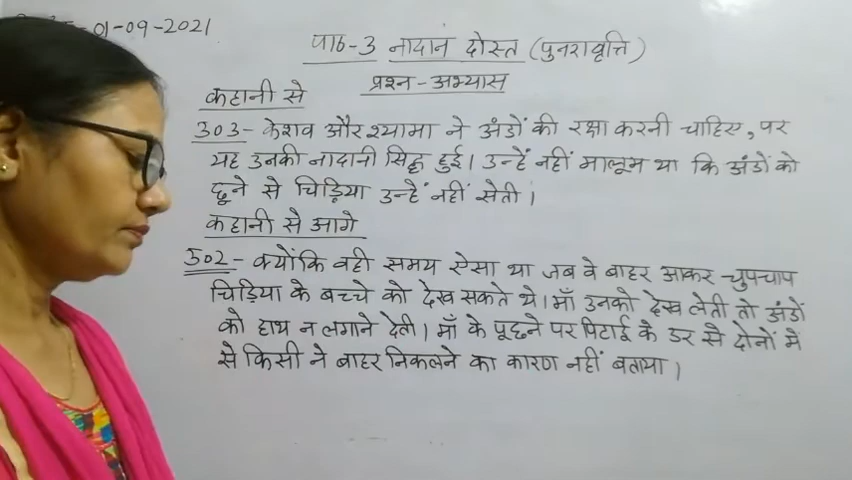 -01-09-2021
पाठ-3 नादान दोस्त (पुनरावृत्ति)
प्रश्न-अभ्यास
कहानी से
उ०3- केशव और श्यामा ने अंडों की रक्षा करनी चाहिए, पर
यह उनकी नादानी सिद्ध हुई। उन्हें नहीं मालूम था कि अंडों को
छूने से चिड़िया उन्हें नहीं सेती।
कहानी से आगे
उ०2- क्योंकि वही समय ऐसा था जब वे बाहर आकर चुपचाप
चिड़िया के बच्चे को देख सकते थे। माँ उनको देख लेती तो अंडों
को हाथ न लगाने देती। माँ के पूछने पर पिटाई के डर से दोनों में
से किसी ने बाहर निकलने का कारण नहीं बताया।